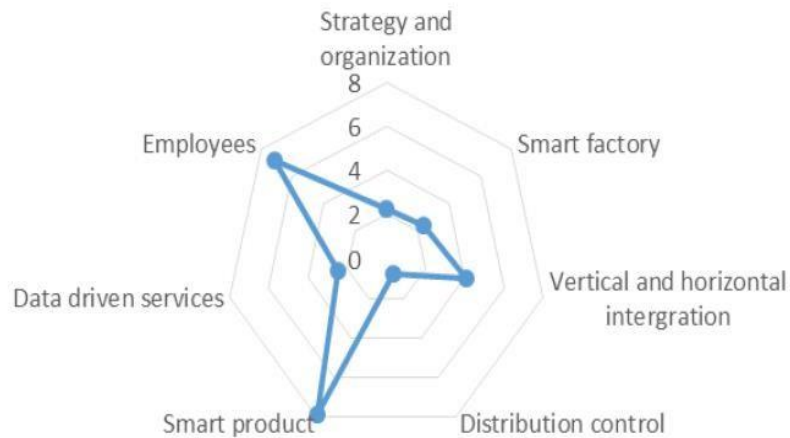 Strategy and
organization
8
6
4
2
0
Employees
Smart factory
Data driven services
Vertical and horizontal
intergration
Smart product
Distribution control